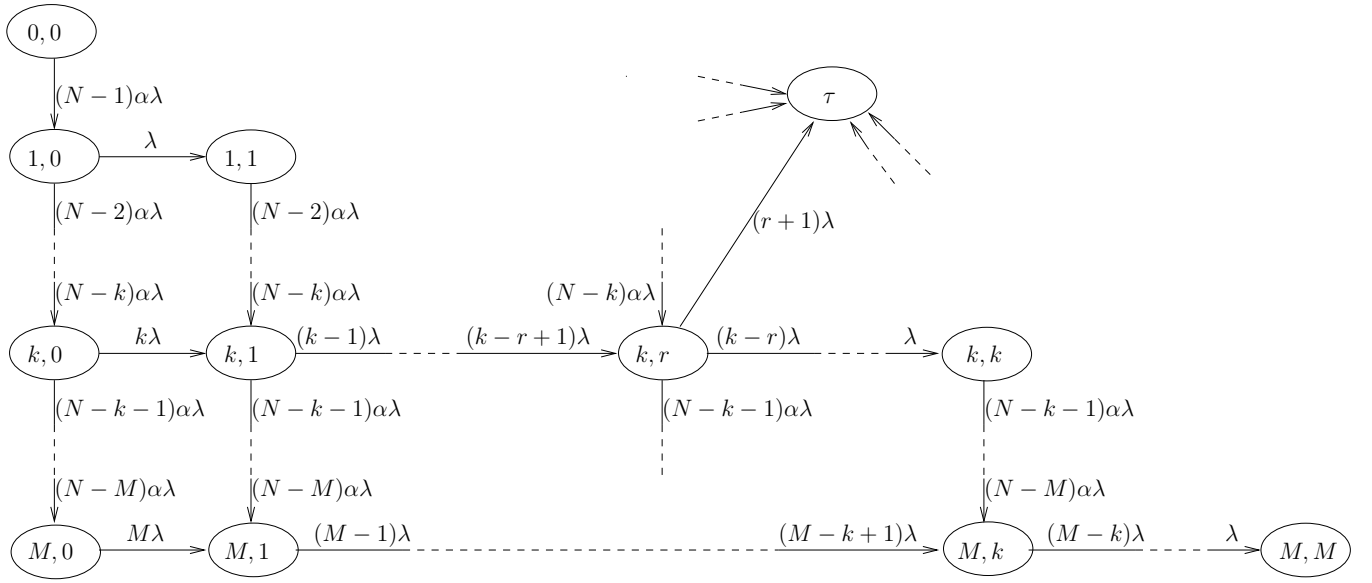 0, 0
(N − 1)αλ
τ
1, 0 λ 1, 1
(N − 2)αλ (N − 2)αλ
(r + 1)λ
(N − k)αλ (N − k)αλ (N − k)αλ
k, 0 kλ k, 1 (k − 1)λ (k − r + 1)λ k, r (k − r)λ λ k, k
(N − k − 1)αλ (N − k − 1)αλ (N − k − 1)αλ (N − k − 1)αλ
(N − M)αλ (N − M)αλ (N − M)αλ
M, 0 Mλ M, 1 (M − 1)λ (M − k + 1)λ M, k (M − k)λ λ M, M